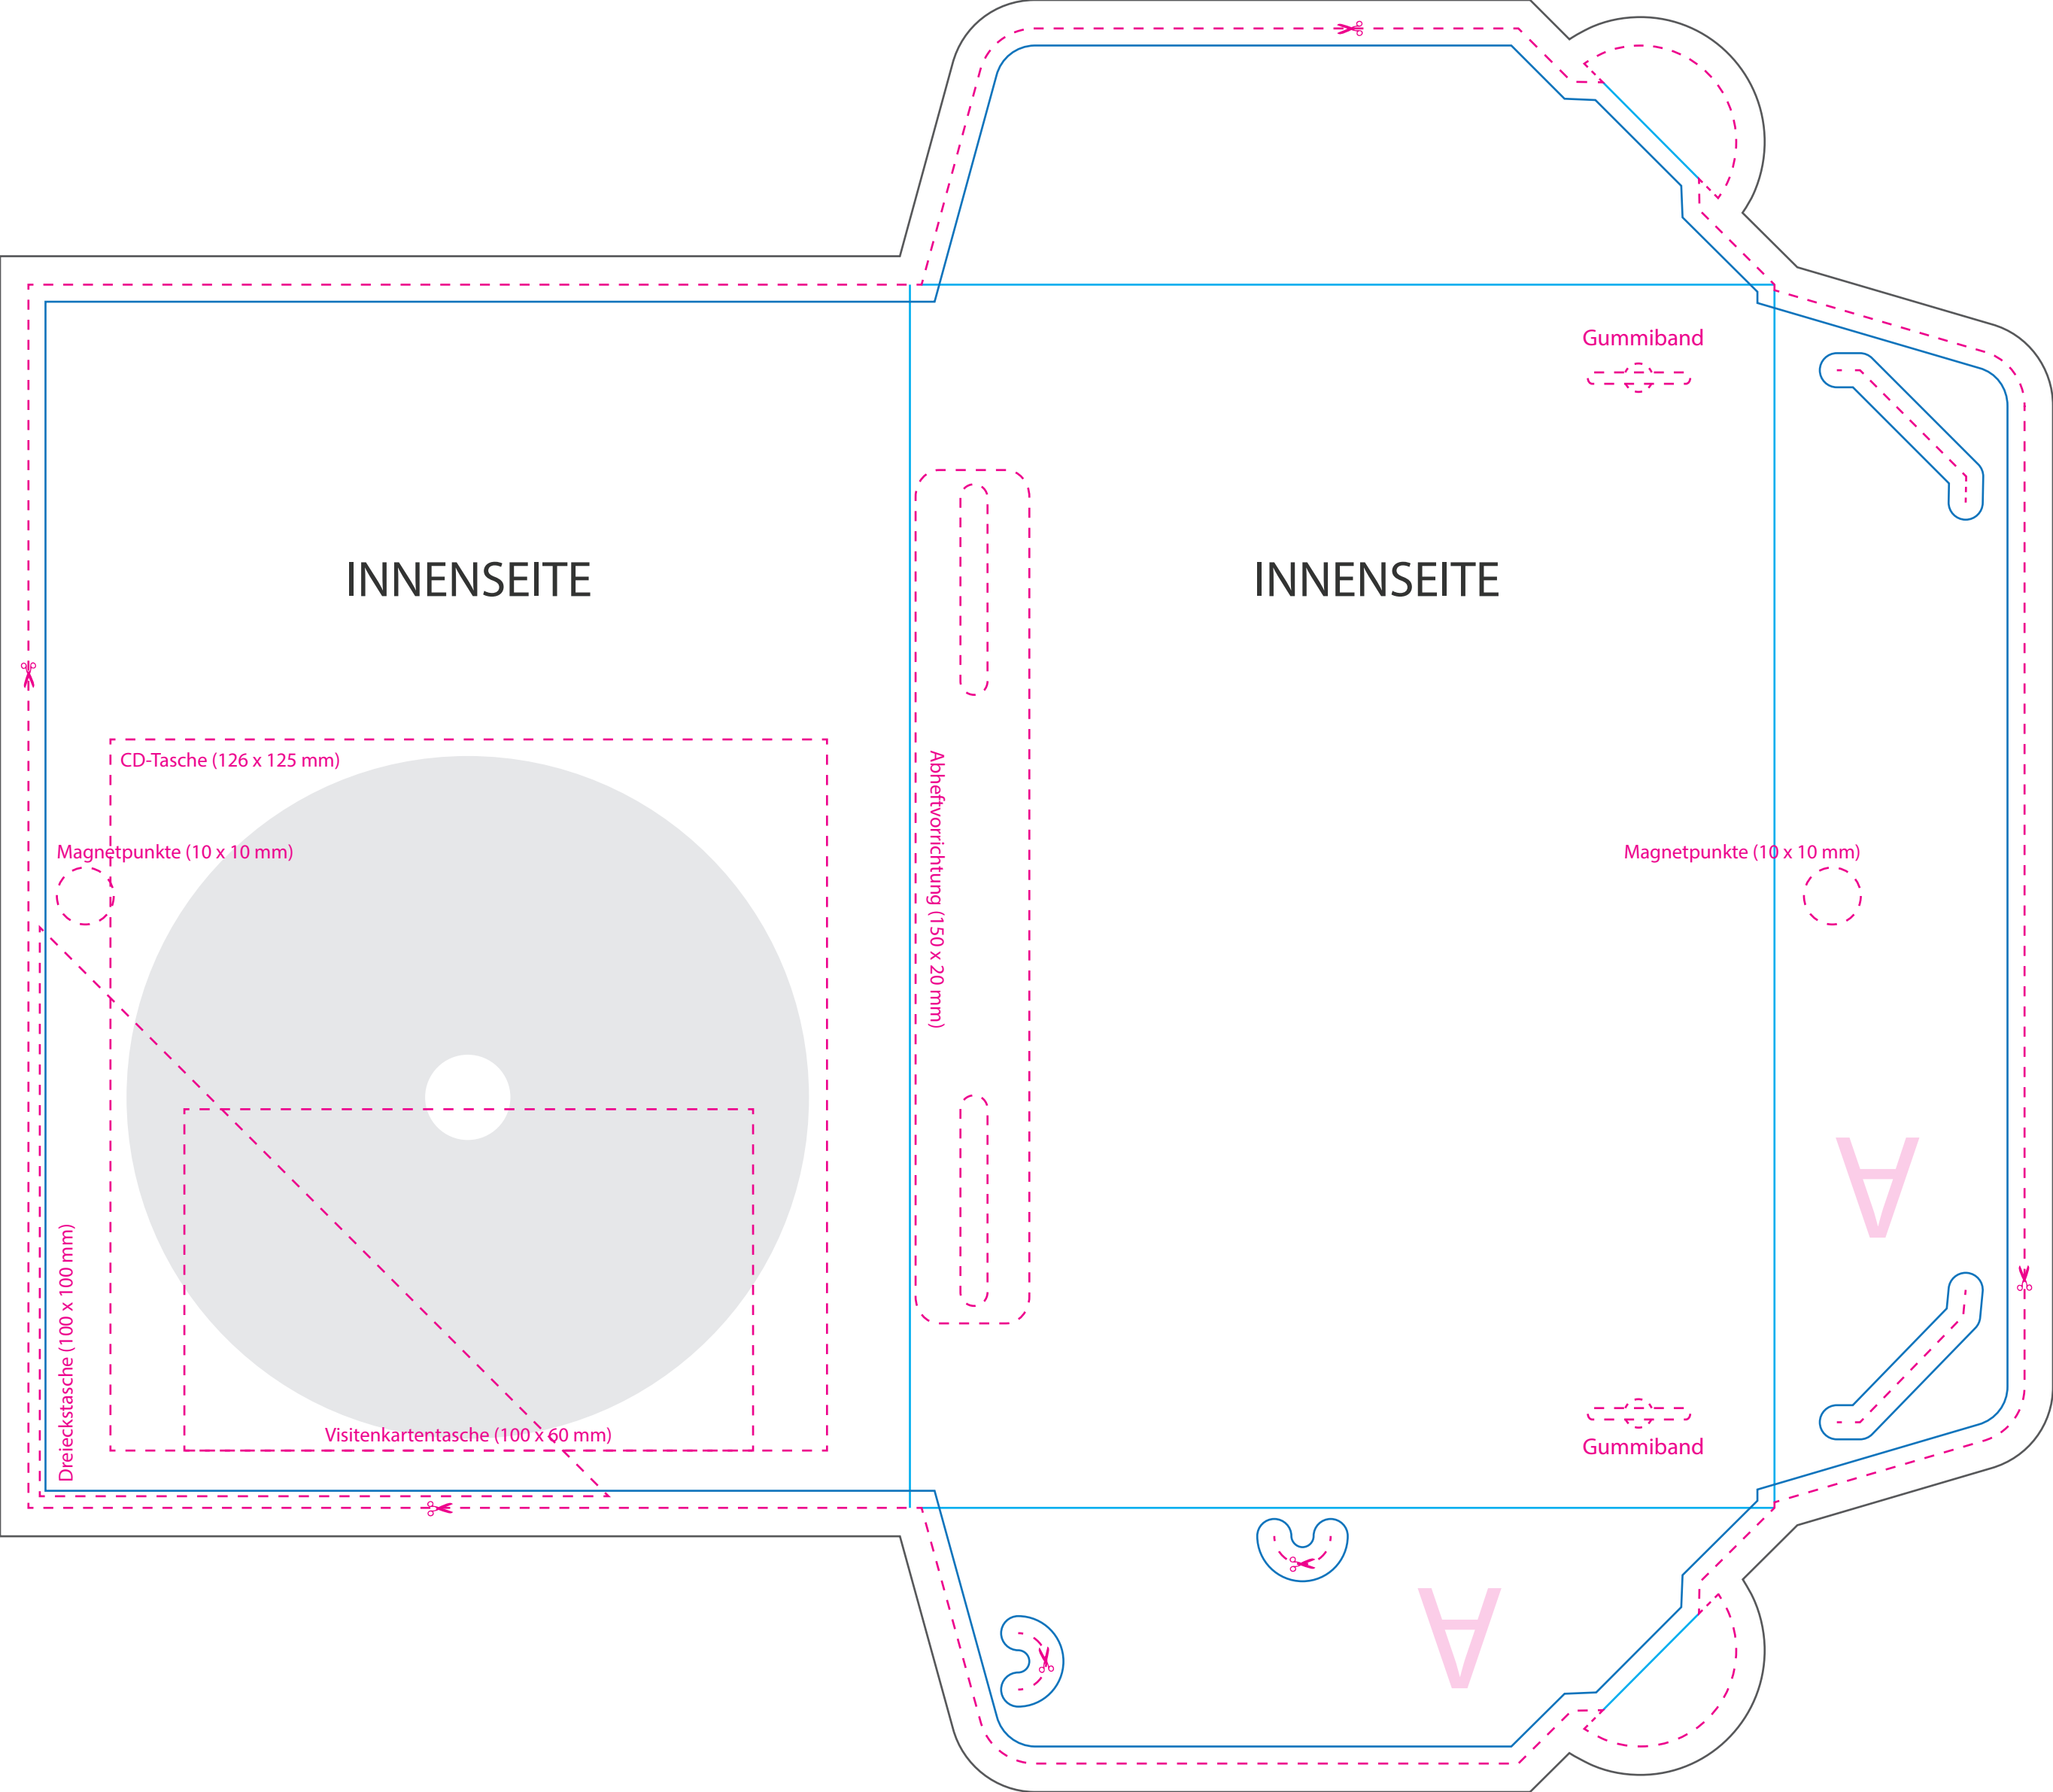 Gummiband
INNENSEITE
INNENSEITE
CD-Tasche (126 x 125 mm)
Abheftvorrichtung (150 x 20 mm)
Magnetpunkte (10 x 10 mm)
Magnetpunkte (10 x 10 mm)
A
Dreieckstasche (100 x 100 mm)
Visitenkartentasche (100 x 60 mm)
Gummiband
A